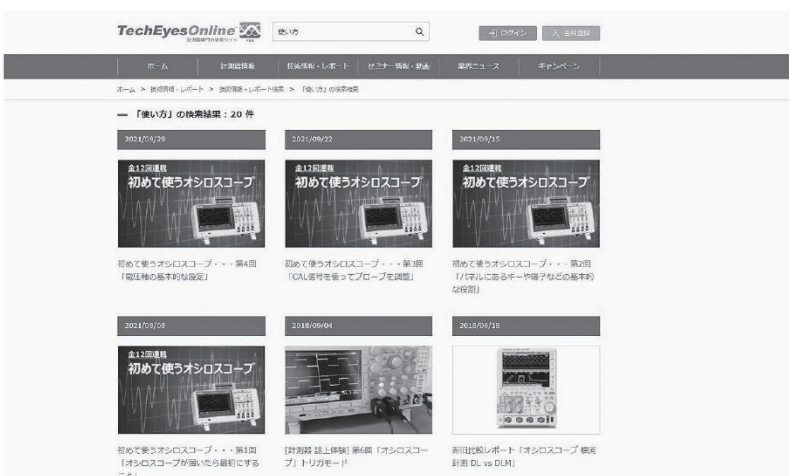 TechEyesOnline
使い方
ログイン
会員登録
ホーム
計測器情報
技術情報・レポート
セミナー情報・動画
業界ニュース
キャンペーン
ホーム > 技術情報・レポート > 技術情報・レポート検索 > 「使い方」の検索結果
「使い方」の検索結果：20 件
2021/09/29
2021/09/22
2021/09/15
全12回連載
初めて使うオシロスコープ
全12回連載
初めて使うオシロスコープ
全12回連載
初めて使うオシロスコープ
初めて使うオシロスコープ・・・第4回
「電圧軸の基本的な設定」
初めて使うオシロスコープ・・・第3回
「CAL信号を使ってプローブを調整」
初めて使うオシロスコープ・・・第2回
「パネルにあるキーや端子などの基本的
な役割」
2021/09/08
2018/09/04
2018/06/18
全12回連載
初めて使うオシロスコープ
初めて使うオシロスコープ・・・第1回
「オシロスコープが届いたら最初にする
こと」
[計測器 誌上体験] 第6回「オシロスコー
プ」トリガモード
新旧比較レポート「オシロスコープ 横河
計測 DL vs DLM」